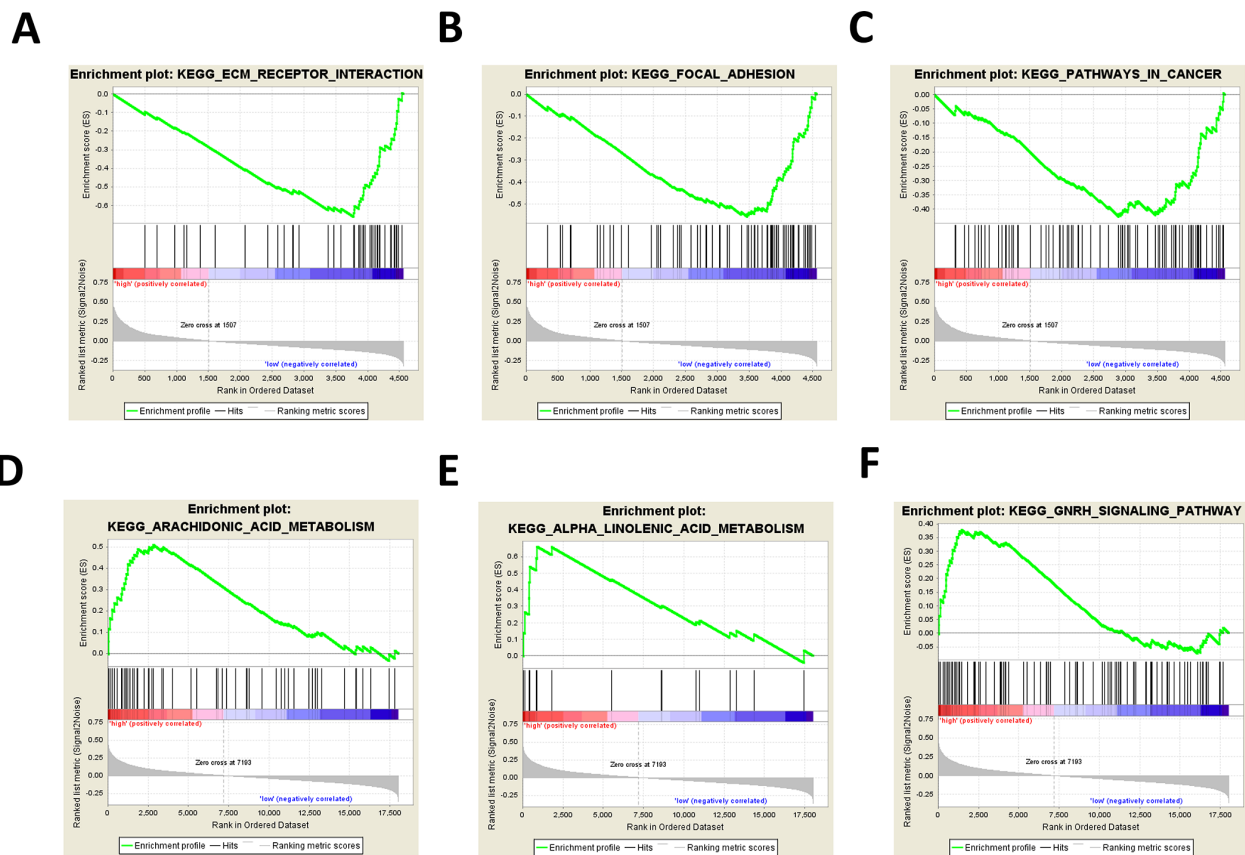 A
B
C
Enrichment plot: KEGG_ECM_RECEPTOR_INTERACTION
Enrichment score (ES)
0.0
-0.1
-0.2
-0.3
-0.4
-0.5
-0.6
Ranked list metric (Signal2Noise)
'high' (positively correlated)
0.75
0.50
0.25
0.00
-0.25
Zero cross at 1507
'low' (negatively correlated)
0 500 1,000 1,500 2,000 2,500 3,000 3,500 4,000 4,500
Rank in Ordered Dataset
Enrichment profile Hits Ranking metric scores
Enrichment plot: KEGG_FOCAL_ADHESION
Enrichment score (ES)
0.0
-0.1
-0.2
-0.3
-0.4
-0.5
Ranked list metric (Signal2Noise)
'high' (positively correlated)
0.75
0.50
0.25
0.00
-0.25
Zero cross at 1507
'low' (negatively correlated)
0 500 1,000 1,500 2,000 2,500 3,000 3,500 4,000 4,500
Rank in Ordered Dataset
Enrichment profile Hits Ranking metric scores
Enrichment plot: KEGG_PATHWAYS_IN_CANCER
Enrichment score (ES)
0.00
-0.05
-0.10
-0.15
-0.20
-0.25
-0.30
-0.35
-0.40
Ranked list metric (Signal2Noise)
'high' (positively correlated)
0.75
0.50
0.25
0.00
-0.25
Zero cross at 1507
'low' (negatively correlated)
0 500 1,000 1,500 2,000 2,500 3,000 3,500 4,000 4,500
Rank in Ordered Dataset
Enrichment profile Hits Ranking metric scores
D
E
F
Enrichment plot:
KEGG_ARACHIDONIC_ACID_METABOLISM
Enrichment score (ES)
0.5
0.4
0.3
0.2
0.1
0.0
Ranked list metric (Signal2Noise)
'high' (positively correlated)
0.75
0.50
0.25
0.00
-0.25
Zero cross at 7193
'low' (negatively correlated)
0 2,500 5,000 7,500 10,000 12,500 15,000 17,500
Rank in Ordered Dataset
Enrichment profile Hits Ranking metric scores
Enrichment plot:
KEGG_ALPHA_LINOLENIC_ACID_METABOLISM
Enrichment score (ES)
0.6
0.5
0.4
0.3
0.2
0.1
0.0
Ranked list metric (Signal2Noise)
'high' (positively correlated)
0.75
0.50
0.25
0.00
-0.25
Zero cross at 7193
'low' (negatively correlated)
0 2,500 5,000 7,500 10,000 12,500 15,000 17,500
Rank in Ordered Dataset
Enrichment profile Hits Ranking metric scores
Enrichment plot: KEGG_GNRH_SIGNALING_PATHWAY
Enrichment score (ES)
0.40
0.35
0.30
0.25
0.20
0.15
0.10
0.05
0.00
-0.05
Ranked list metric (Signal2Noise)
'high' (positively correlated)
0.75
0.50
0.25
0.00
-0.25
Zero cross at 7193
'low' (negatively correlated)
0 2,500 5,000 7,500 10,000 12,500 15,000 17,500
Rank in Ordered Dataset
Enrichment profile Hits Ranking metric scores